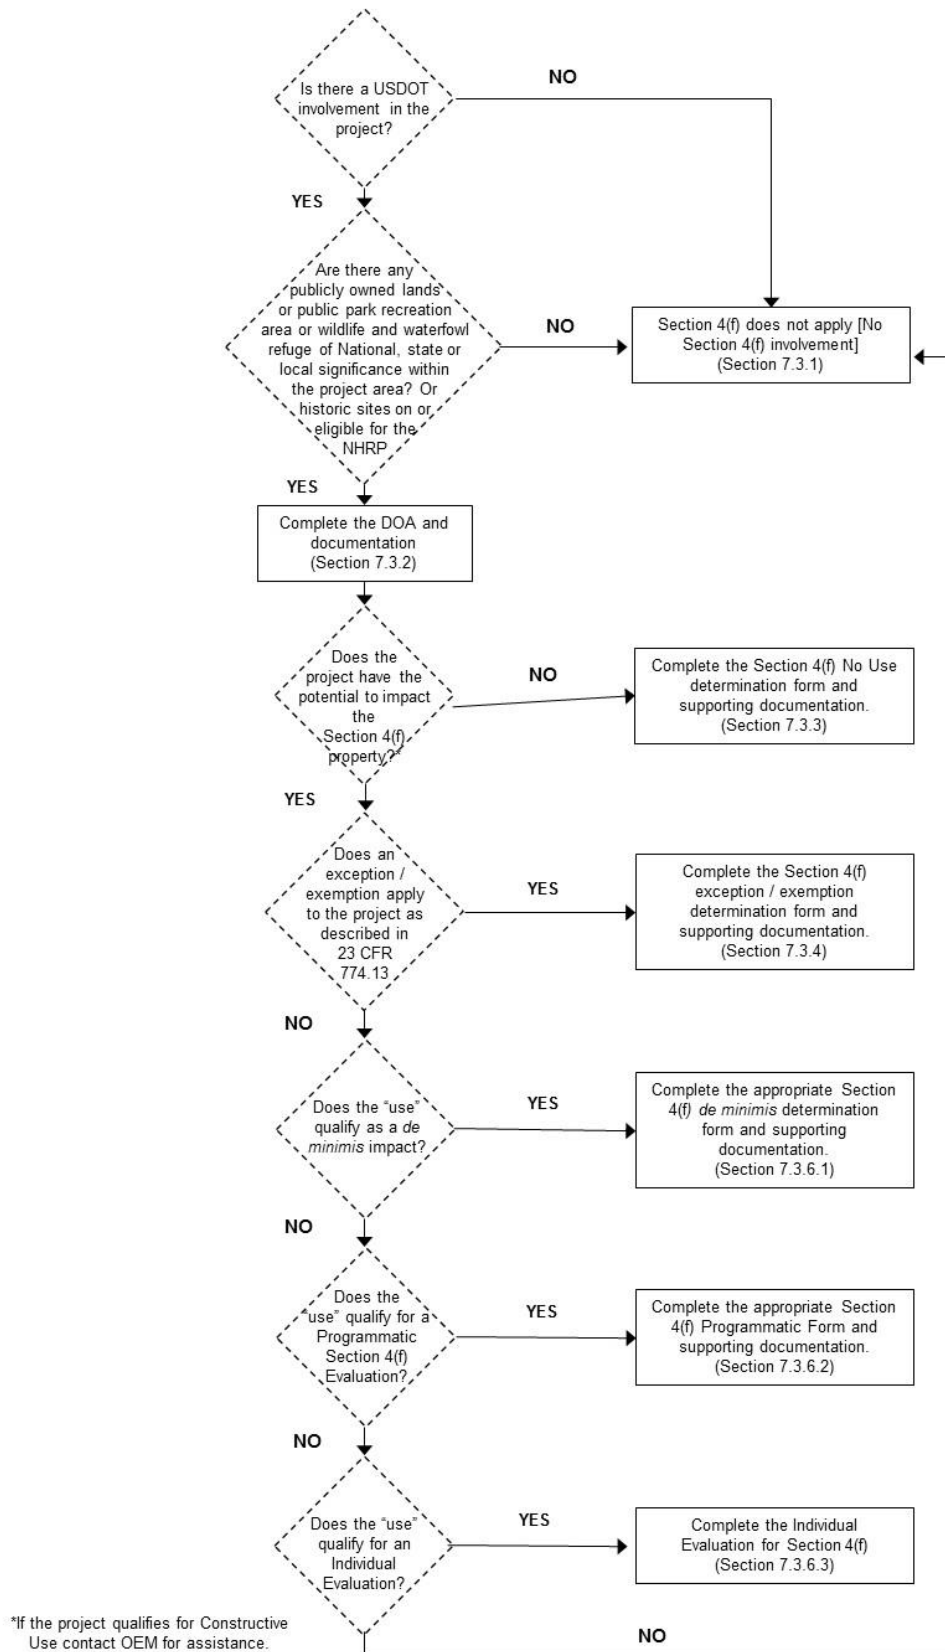 Is there a USDOT
involvement in the
project?
NO
YES
Are there any
publicly owned lands
or public park recreation
area or wildlife and waterfowl
refuge of National, state or
local significance within
the project area? Or
historic sites on or
eligible for the
NHRP
NO
Section 4(f) does not apply [No
Section 4(f) involvement]
(Section 7.3.1)
YES
Complete the DOA and
documentation
(Section 7.3.2)
Does the
project have the
potential to impact
the
Section 4(f)
property?*
NO
Complete the Section 4(f) No Use
determination form and
supporting documentation.
(Section 7.3.3)
YES
Does an
exception /
exemption apply
to the project as
described in
23 CFR
774.13
YES
Complete the Section 4(f)
exception / exemption
determination form and
supporting documentation.
(Section 7.3.4)
NO
Does the “use”
qualify as a de
minimis impact?
YES
Complete the appropriate Section
4(f) de minimis determination
form and supporting
documentation.
(Section 7.3.6.1)
NO
Does the
“use” qualify for a
Programmatic
Section 4(f)
Evaluation?
YES
Complete the appropriate Section
4(f) Programmatic Form and
supporting documentation.
(Section 7.3.6.2)
NO
Does the “use”
qualify for an
Individual
Evaluation?
YES
Complete the Individual
Evaluation for Section 4(f)
(Section 7.3.6.3)
*If the project qualifies for Constructive
Use contact OEM for assistance.
NO